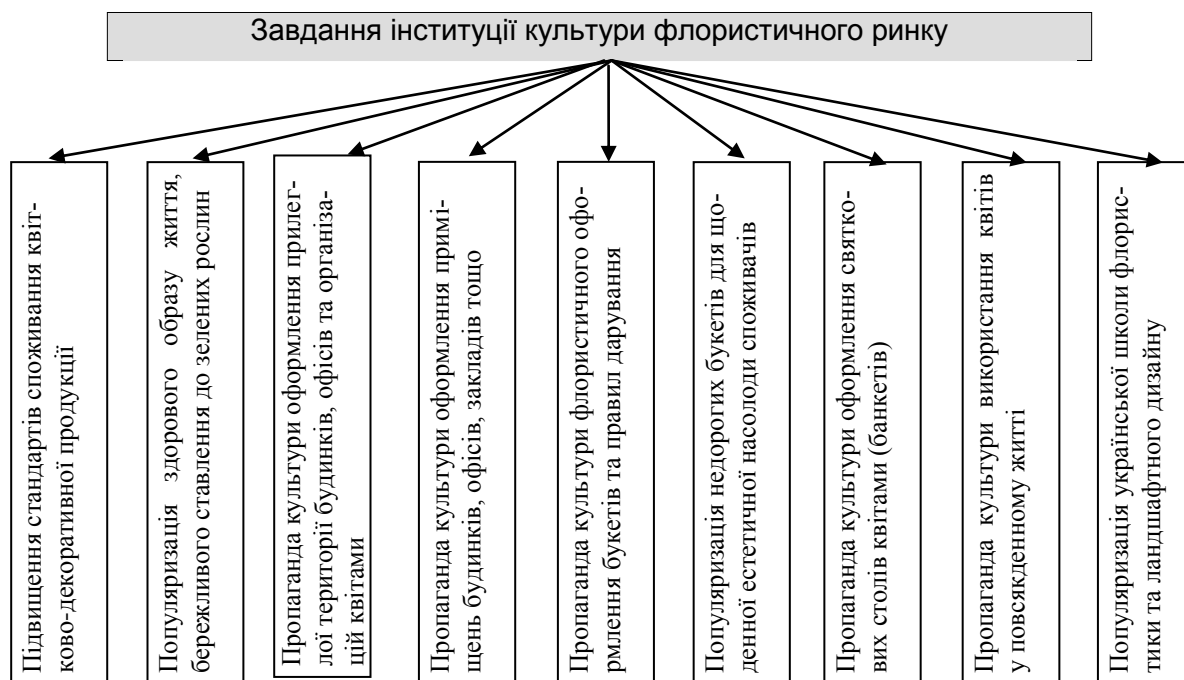 Завдання інституції культури флористичного ринку
Підвищення стандартів споживання квіт-
ково-декоративної продукції
Популяризація здорового образу життя,
бережливого ставлення до зелених рослин
Пропаганда культури оформлення прилег-
лої території будинків, офісів та організа-
цій квітами
Пропаганда культури оформлення примі-
щень будинків, офісів, закладів тощо
Пропаганда культури флористичного офо-
рмлення букетів та правил дарування
Популяризація недорогих букетів для що-
денної естетичної насолоди споживачів
Пропаганда культури оформлення святко-
вих столів квітами (банкетів)
Пропаганда культури використання квітів
у повсякденному житті
Популяризація української школи флорис-
тики та ландшафтного дизайну